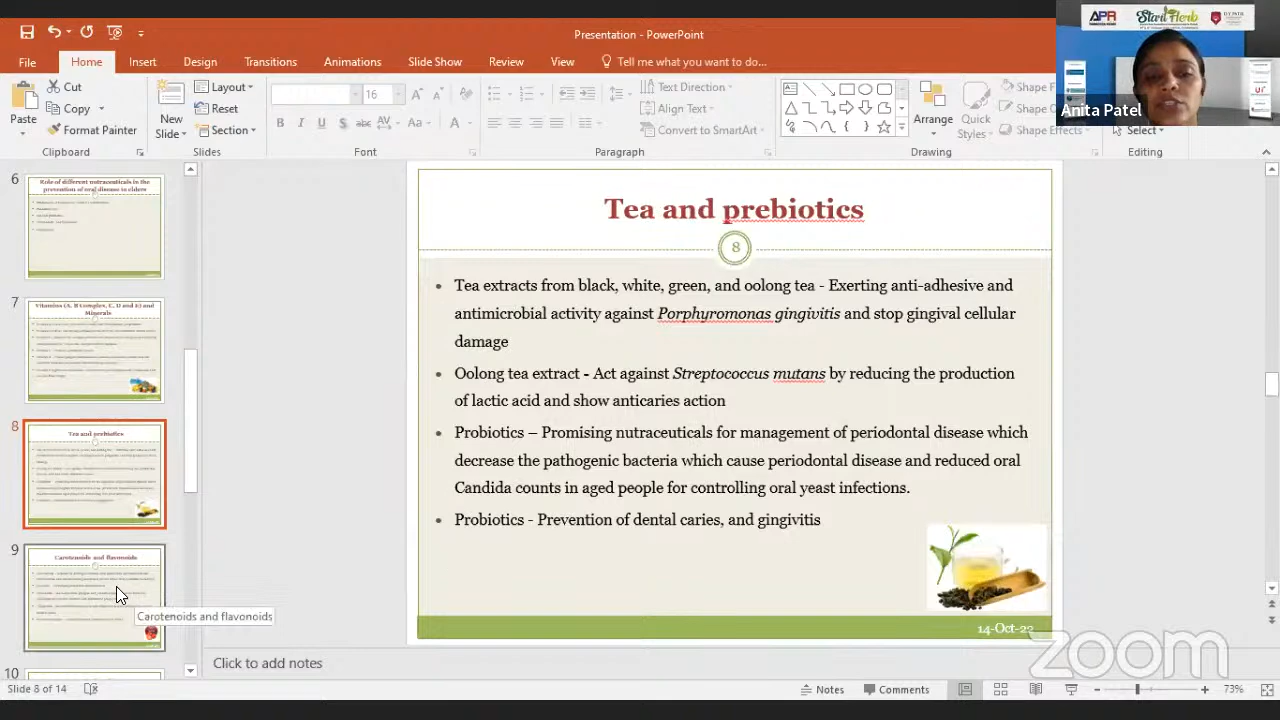 Presentation - PowerPoint
APR
Start Herb
File Home Insert Design Transitions Animations Slide Show Review View Tell me what you want to do...
Anita Patel
Paste
Cut
Copy
Format Painter
New
Slide
Layout
Reset
Section
Text Direction
Align Text
Convert to SmartArt
Arrange
Quick
Styles
Shape
Shape
Shape Effects
Select
Clipboard Slides Font Paragraph Drawing Editing
6
Role of different nutraceuticals in the
prevention of oral disease in elders
7
Vitamins (A, B Complex, C, D and E) and
Minerals
8
Tea and prebiotics
9
Carotenoids and flavonoids
Carotenoids and flavonoids
10
Tea and prebiotics
8
Tea extracts from black, white, green, and oolong tea - Exerting anti-adhesive and
antimicrobial activity against Porphyromonas gingivitis and stop gingival cellular
damage
Oolong tea extract - Act against Streptococcus mutans by reducing the production
of lactic acid and show anticaries action
Probiotics – Promising nutraceuticals for management of periodontal disease which
decrease the pathogenic bacteria which cause periodontal disease and reduced oral
Candida counts in aged people for controlling oral yeast infections.
Probiotics - Prevention of dental caries, and gingivitis
14-Oct-22
zoom
Click to add notes
Slide 8 of 14
Notes Comments
73%